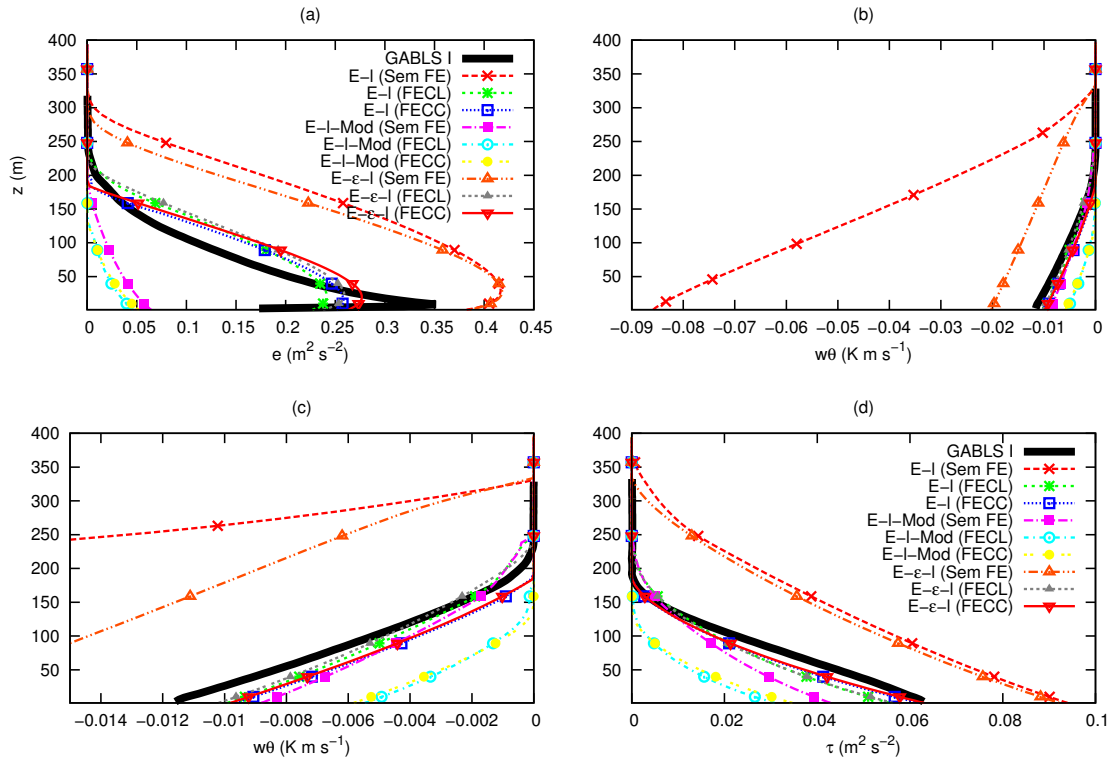 (a)
400
350
300
250
200
150
100
50
z (m)
0 0.05 0.1 0.15 0.2 0.25 0.3 0.35 0.4 0.45
e (m² s⁻²)
GABLS I
E−l (Sem FE)
E−l (FECL)
E−l (FECC)
E−l−Mod (Sem FE)
E−l−Mod (FECL)
E−l−Mod (FECC)
E−ε−l (Sem FE)
E−ε−l (FECL)
E−ε−l (FECC)
(b)
400
350
300
250
200
150
100
50
−0.09 −0.08 −0.07 −0.06 −0.05 −0.04 −0.03 −0.02 −0.01 0
wθ (K m s⁻¹)
(c)
400
350
300
250
200
150
100
50
z (m)
−0.014 −0.012 −0.01 −0.008 −0.006 −0.004 −0.002 0
wθ (K m s⁻¹)
(d)
400
350
300
250
200
150
100
50
0 0.02 0.04 0.06 0.08 0.1
τ (m² s⁻²)
GABLS I
E−l (Sem FE)
E−l (FECL)
E−l (FECC)
E−l−Mod (Sem FE)
E−l−Mod (FECL)
E−l−Mod (FECC)
E−ε−l (Sem FE)
E−ε−l (FECL)
E−ε−l (FECC)